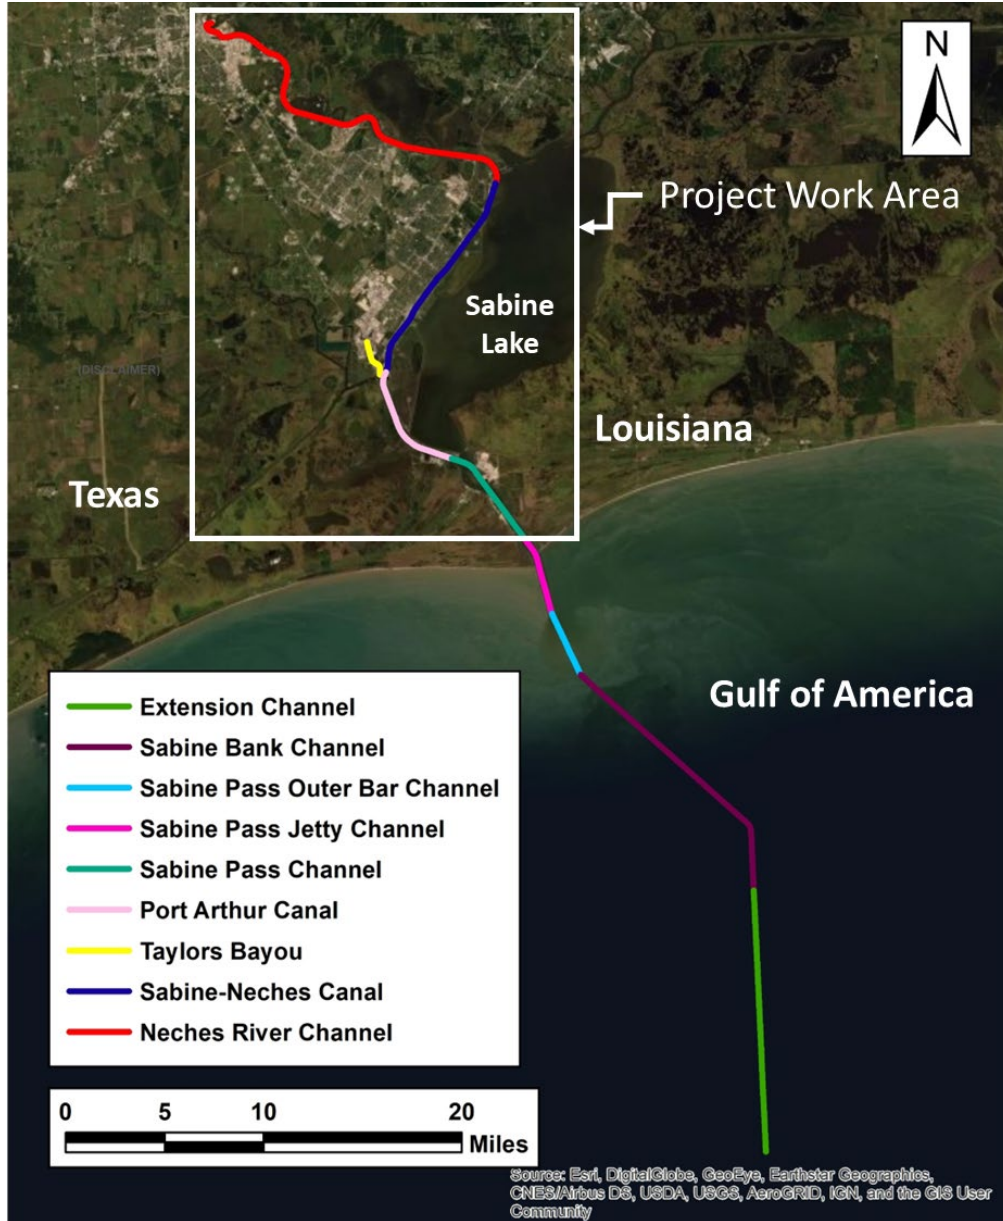 N
Project Work Area
Sabine
Lake
(DISCLAIMER)
Louisiana
Texas
Gulf of America
Extension Channel
Sabine Bank Channel
Sabine Pass Outer Bar Channel
Sabine Pass Jetty Channel
Sabine Pass Channel
Port Arthur Canal
Taylors Bayou
Sabine-Neches Canal
Neches River Channel
0 5 10 20
Miles
Source: Esri, DigitalGlobe, GeoEye, Earthstar Geographics,
CNES/Airbus DS, USDA, USGS, AeroGRID, IGN, and the GIS User
Community